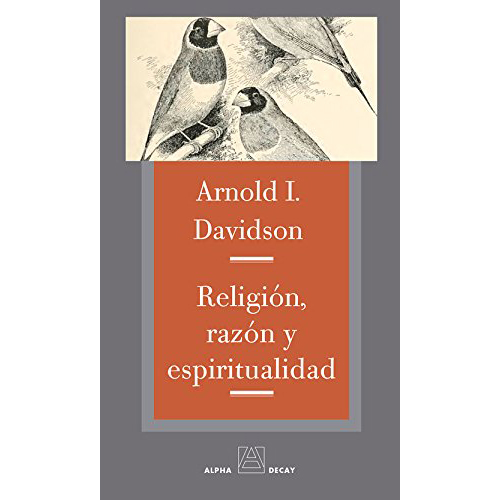 Arnold I.
Davidson
Religión,
razón y
espiritualidad
ALPHA DECAY